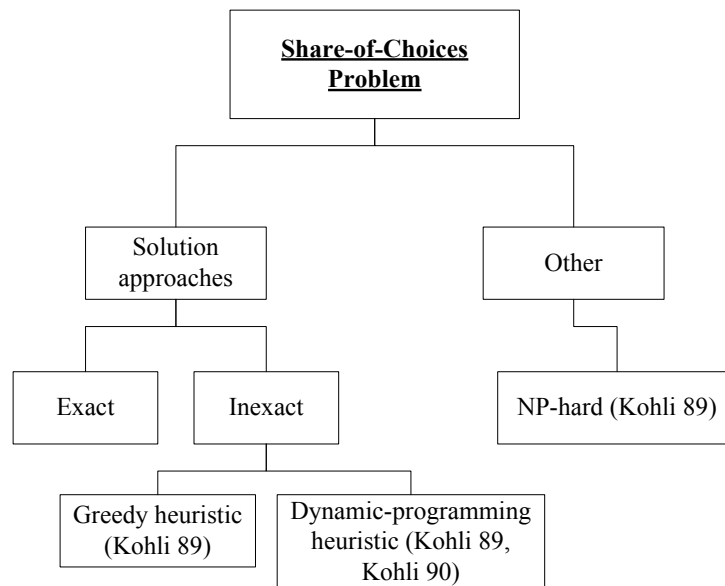 Share-of-Choices
Problem
Solution
approaches
Other
Exact
Inexact
NP-hard (Kohli 89)
Greedy heuristic
(Kohli 89)
Dynamic-programming
heuristic (Kohli 89,
Kohli 90)